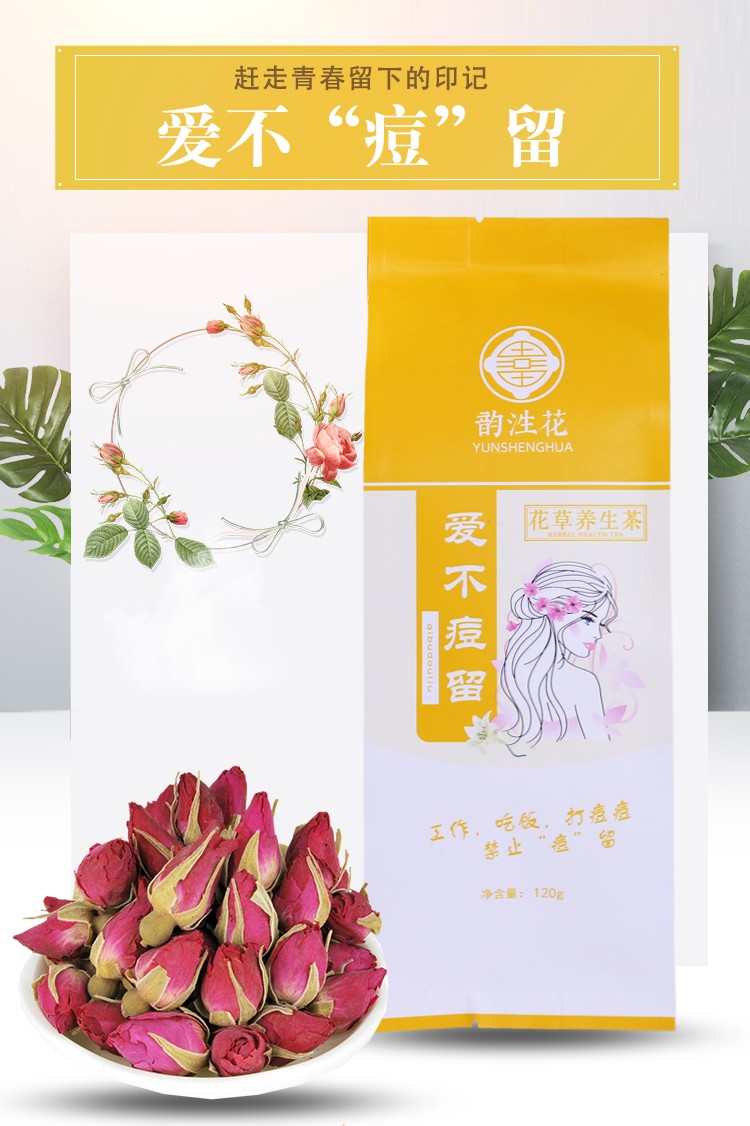 赶走青春留下的印记
爱不“痘”留
韵泩花
YUNSHENGHUA
花草养生茶
HERBAL HEALTH TEA
爱不痘留
aibudouliu
工作，吃饭，打痘痘
禁止“痘”留
净含量：120g